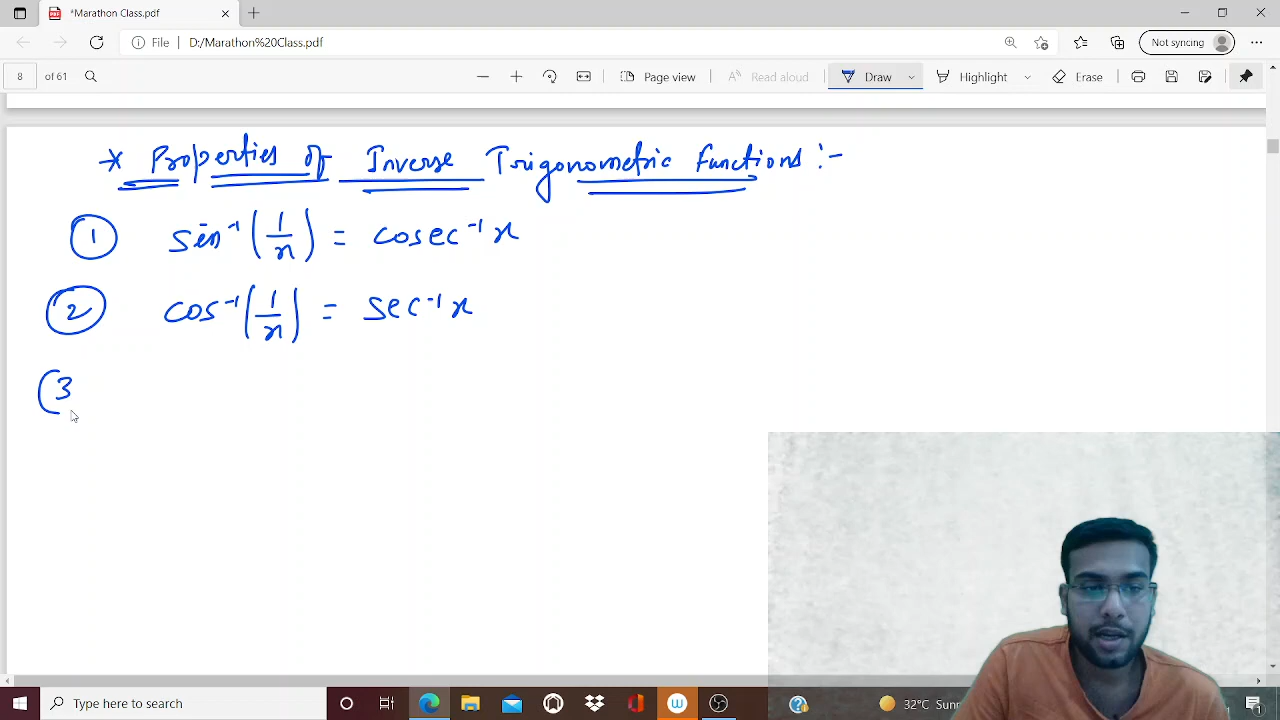 *Marathon Class.pdf
File | D:/Marathon%20Class.pdf
Not syncing
8 of 61
Page view
Read aloud
Draw
Highlight
Erase
* Properties of Inverse Trigonometric Functions :-
① sin⁻¹(1/x) = cosec⁻¹x
② cos⁻¹(1/x) = sec⁻¹x
(3
Type here to search
32°C Sunn